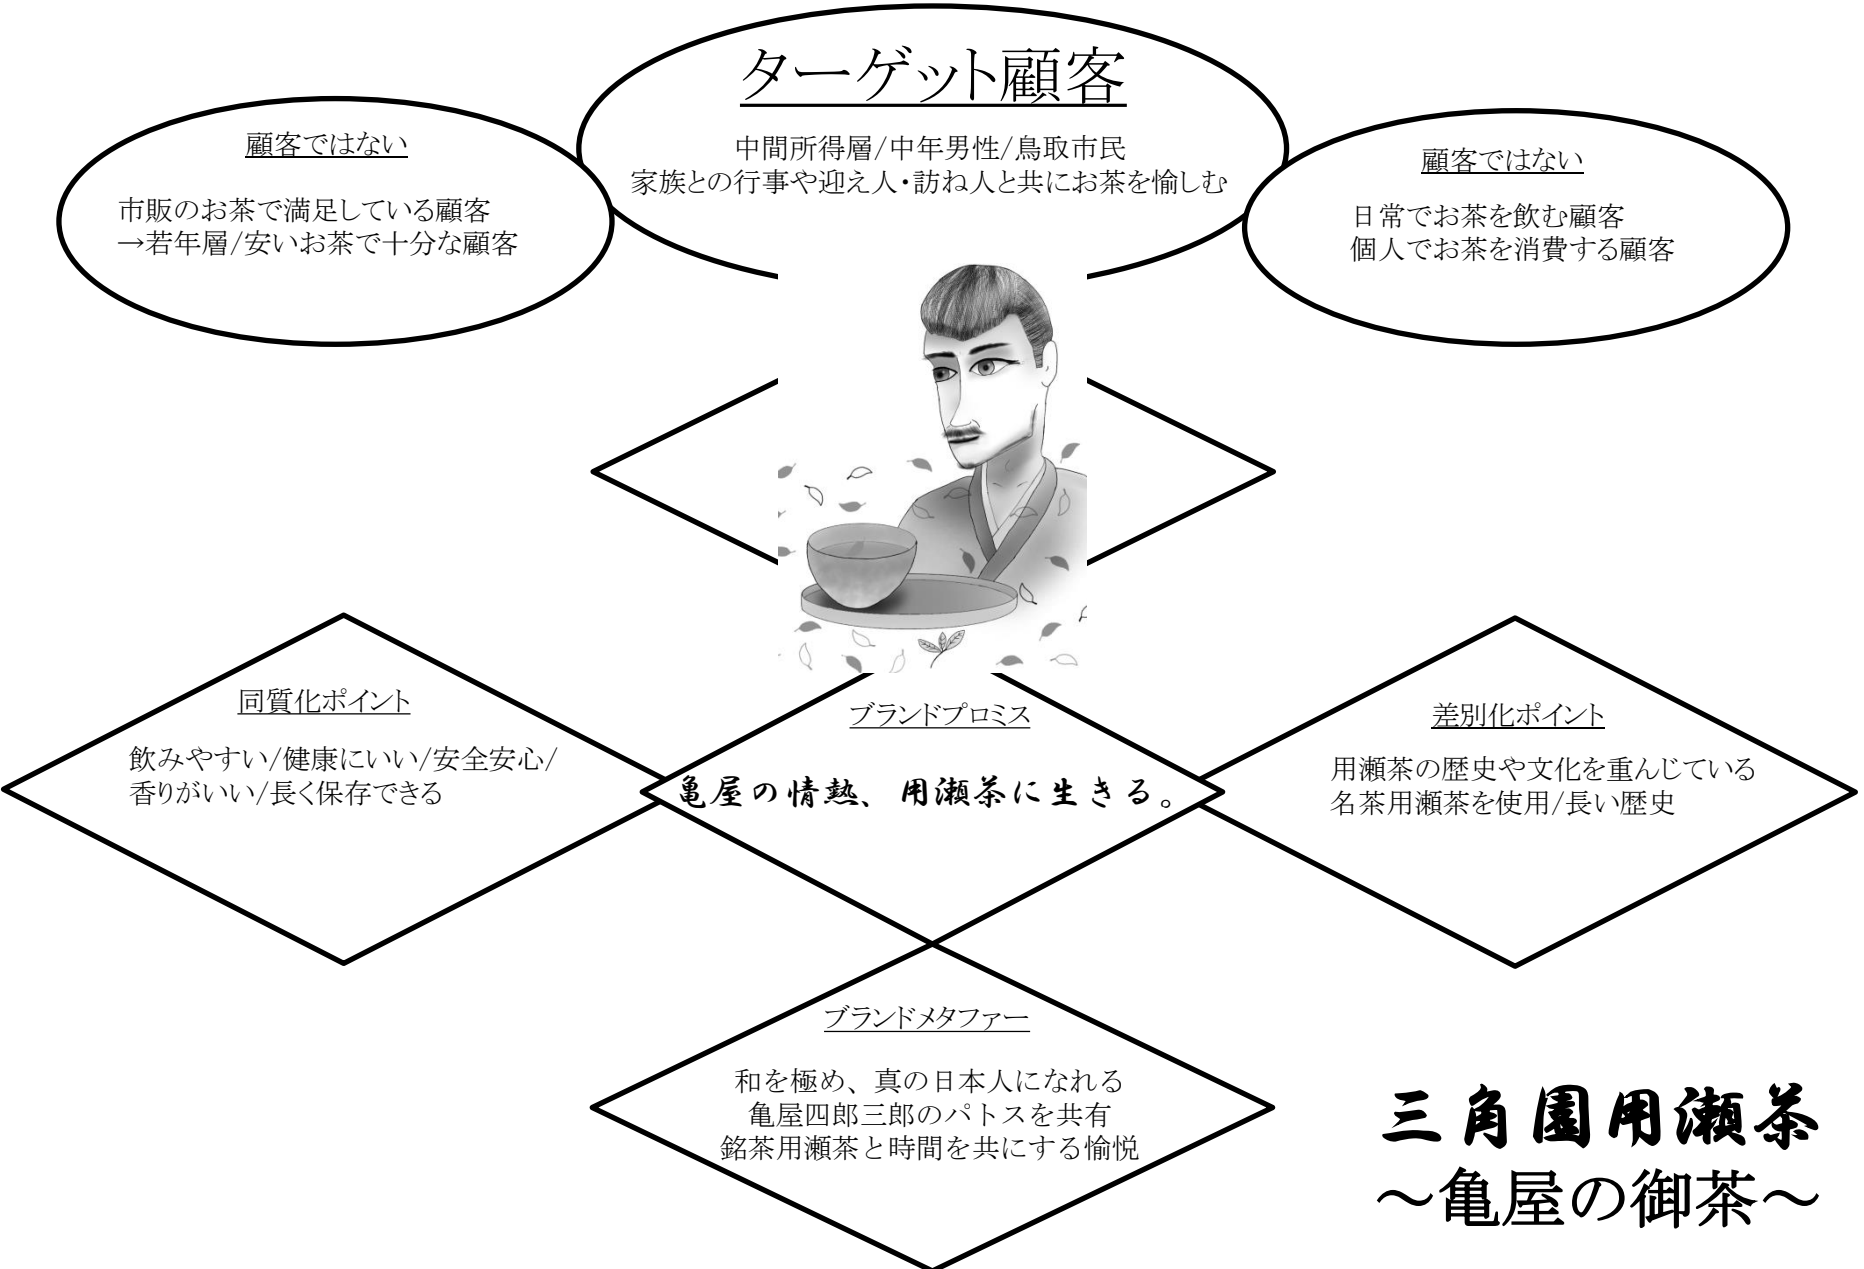 ターゲット顧客
中間所得層/中年男性/鳥取市民
家族との行事や迎え人・訪ね人と共にお茶を愉しむ
顧客ではない
市販のお茶で満足している顧客
→若年層/安いお茶で十分な顧客
顧客ではない
日常でお茶を飲む顧客
個人でお茶を消費する顧客
同質化ポイント
飲みやすい/健康にいい/安全安心/
香りがいい/長く保存できる
ブランドプロミス
亀屋の情熱、用瀬茶に生きる。
差別化ポイント
用瀬茶の歴史や文化を重んじている
名茶用瀬茶を使用/長い歴史
ブランドメタファー
和を極め、真の日本人になれる
亀屋四郎三郎のパトスを共有
銘茶用瀬茶と時間を共にする愉悦
三角園用瀬茶
～亀屋の御茶～